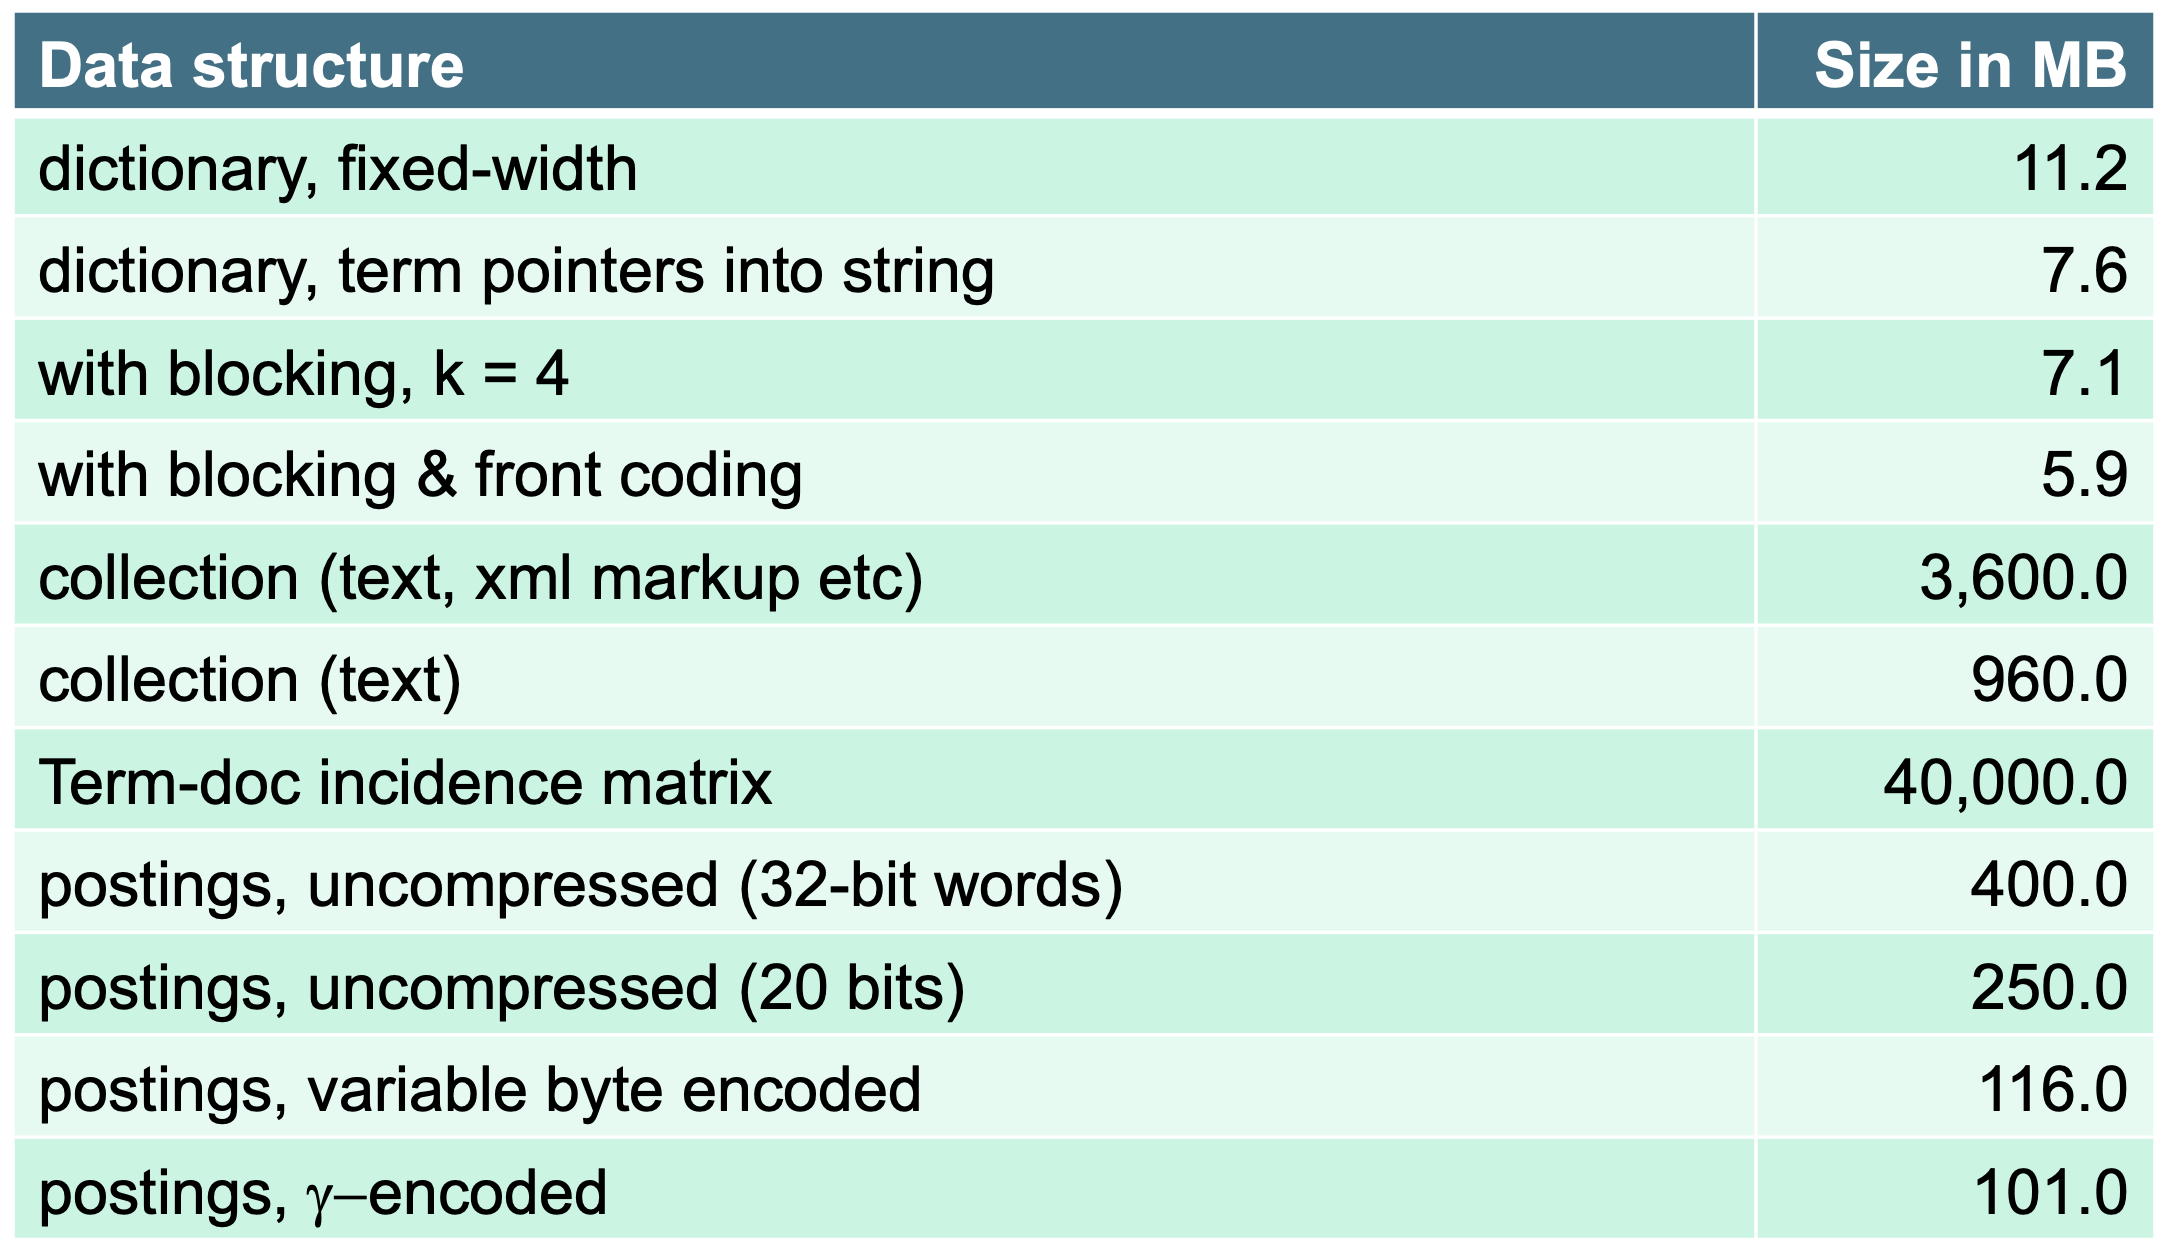 Data structure Size in MB
dictionary, fixed-width 11.2
dictionary, term pointers into string 7.6
with blocking, k = 4 7.1
with blocking & front coding 5.9
collection (text, xml markup etc) 3,600.0
collection (text) 960.0
Term-doc incidence matrix 40,000.0
postings, uncompressed (32-bit words) 400.0
postings, uncompressed (20 bits) 250.0
postings, variable byte encoded 116.0
postings, γ–encoded 101.0